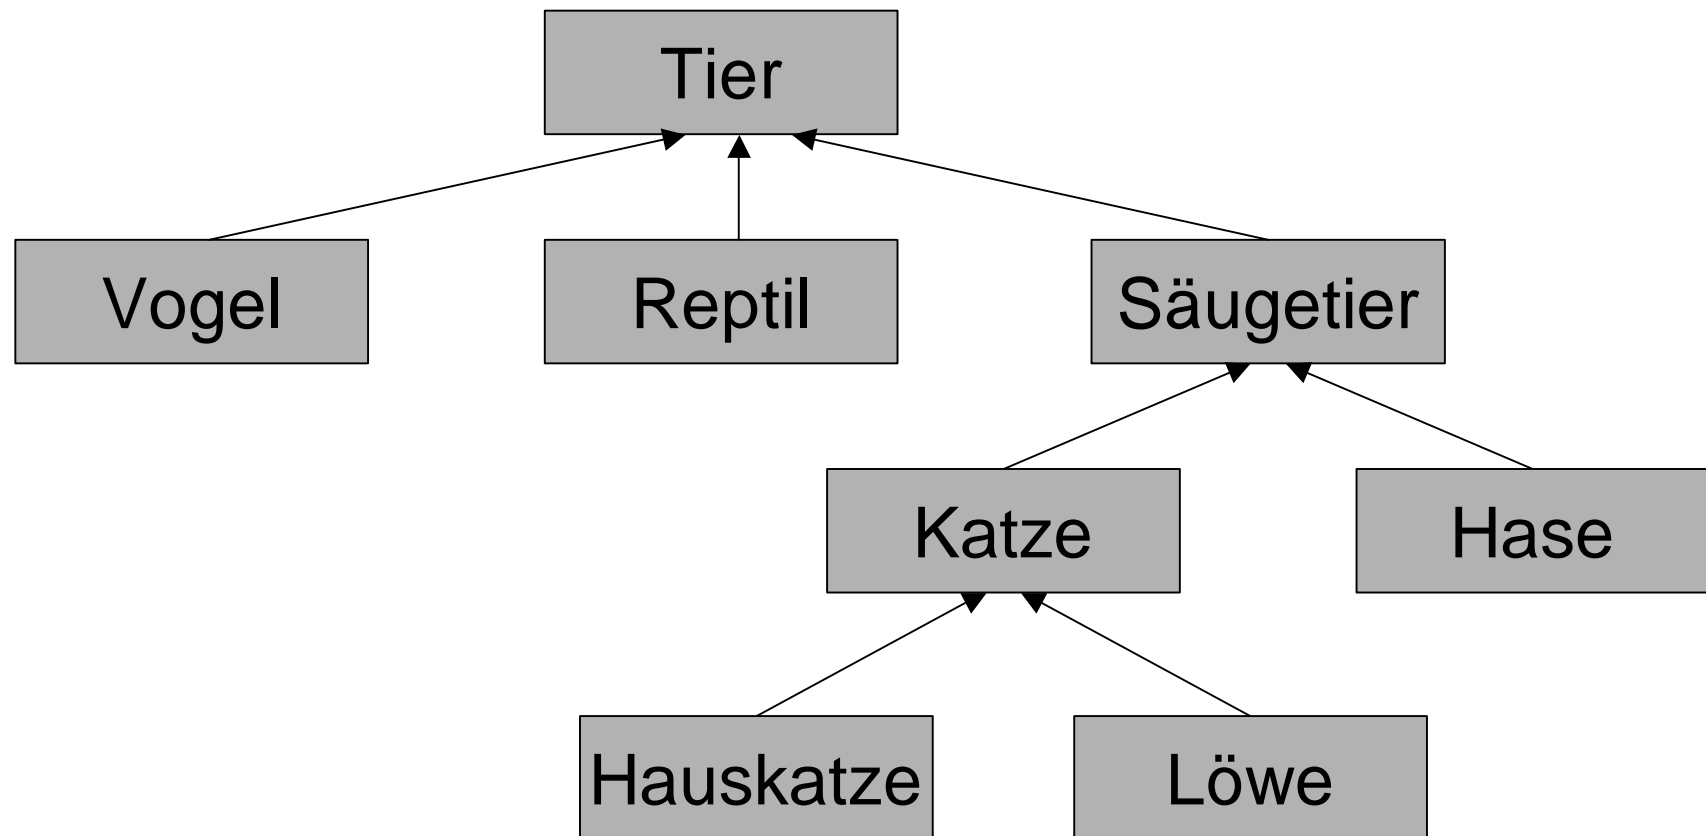 Tier
Vogel
Reptil
Säugetier
Katze
Hase
Hauskatze
Löwe